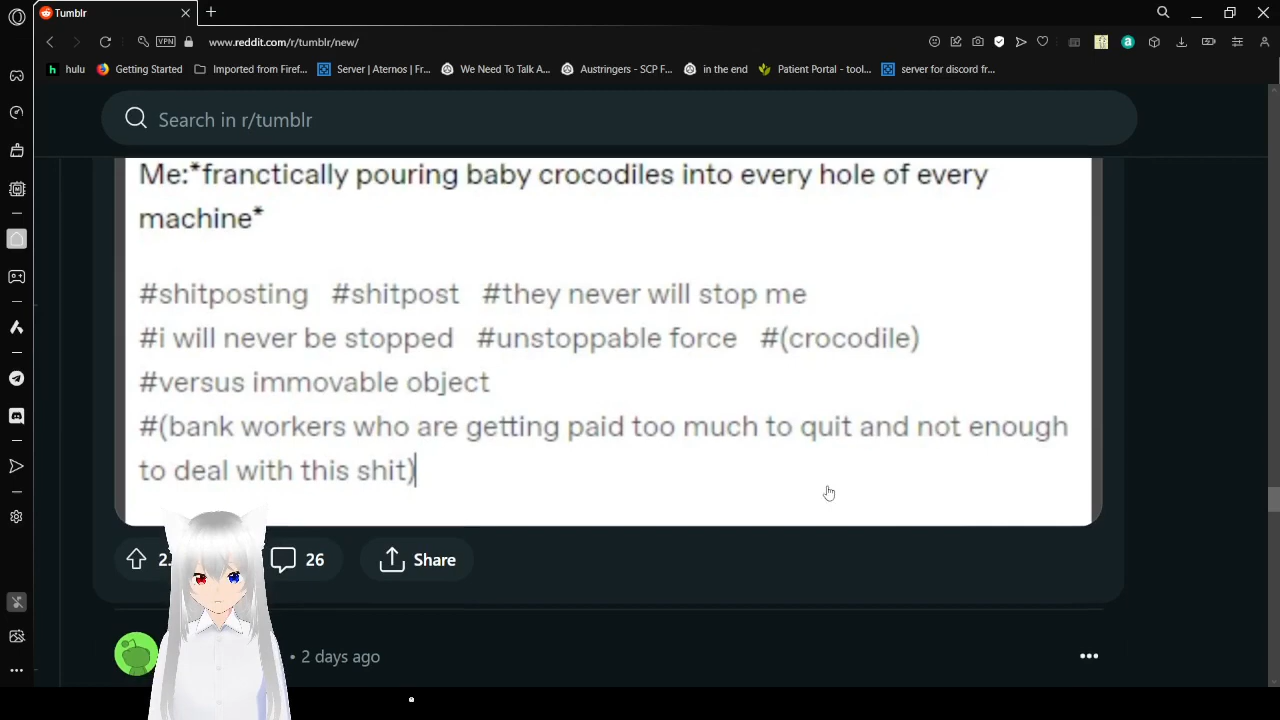 Tumblr
www.reddit.com/r/tumblr/new/
VPN
hulu Getting Started Imported from Firef... Server | Aternos | Fr... We Need To Talk A... Austringers - SCP F... in the end Patient Portal - tool... server for discord fr...
Search in r/tumblr
Me:*franctically pouring baby crocodiles into every hole of every
machine*
#shitposting #shitpost #they never will stop me
#i will never be stopped #unstoppable force #(crocodile)
#versus immovable object
#(bank workers who are getting paid too much to quit and not enough
to deal with this shit)
26 Share
• 2 days ago